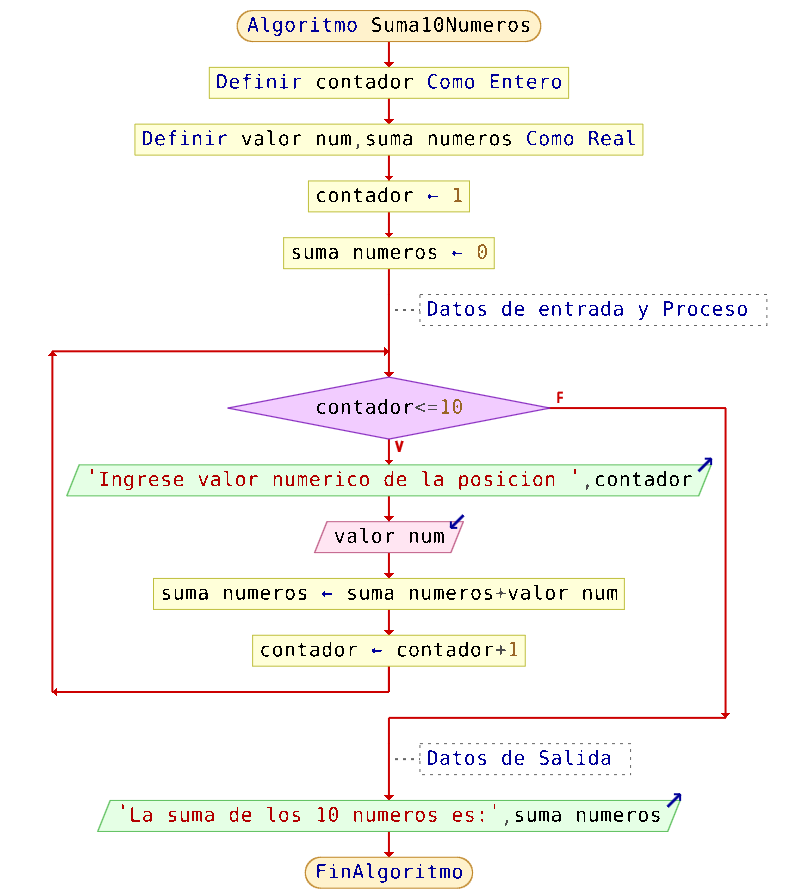 Algoritmo Suma10Numeros
Definir contador Como Entero
Definir valor num,suma numeros Como Real
contador ← 1
suma numeros ← 0
Datos de entrada y Proceso
contador<=10
F
V
'Ingrese valor numerico de la posicion ',contador
valor num
suma numeros ← suma numeros+valor num
contador ← contador+1
Datos de Salida
'La suma de los 10 numeros es:',suma numeros
FinAlgoritmo